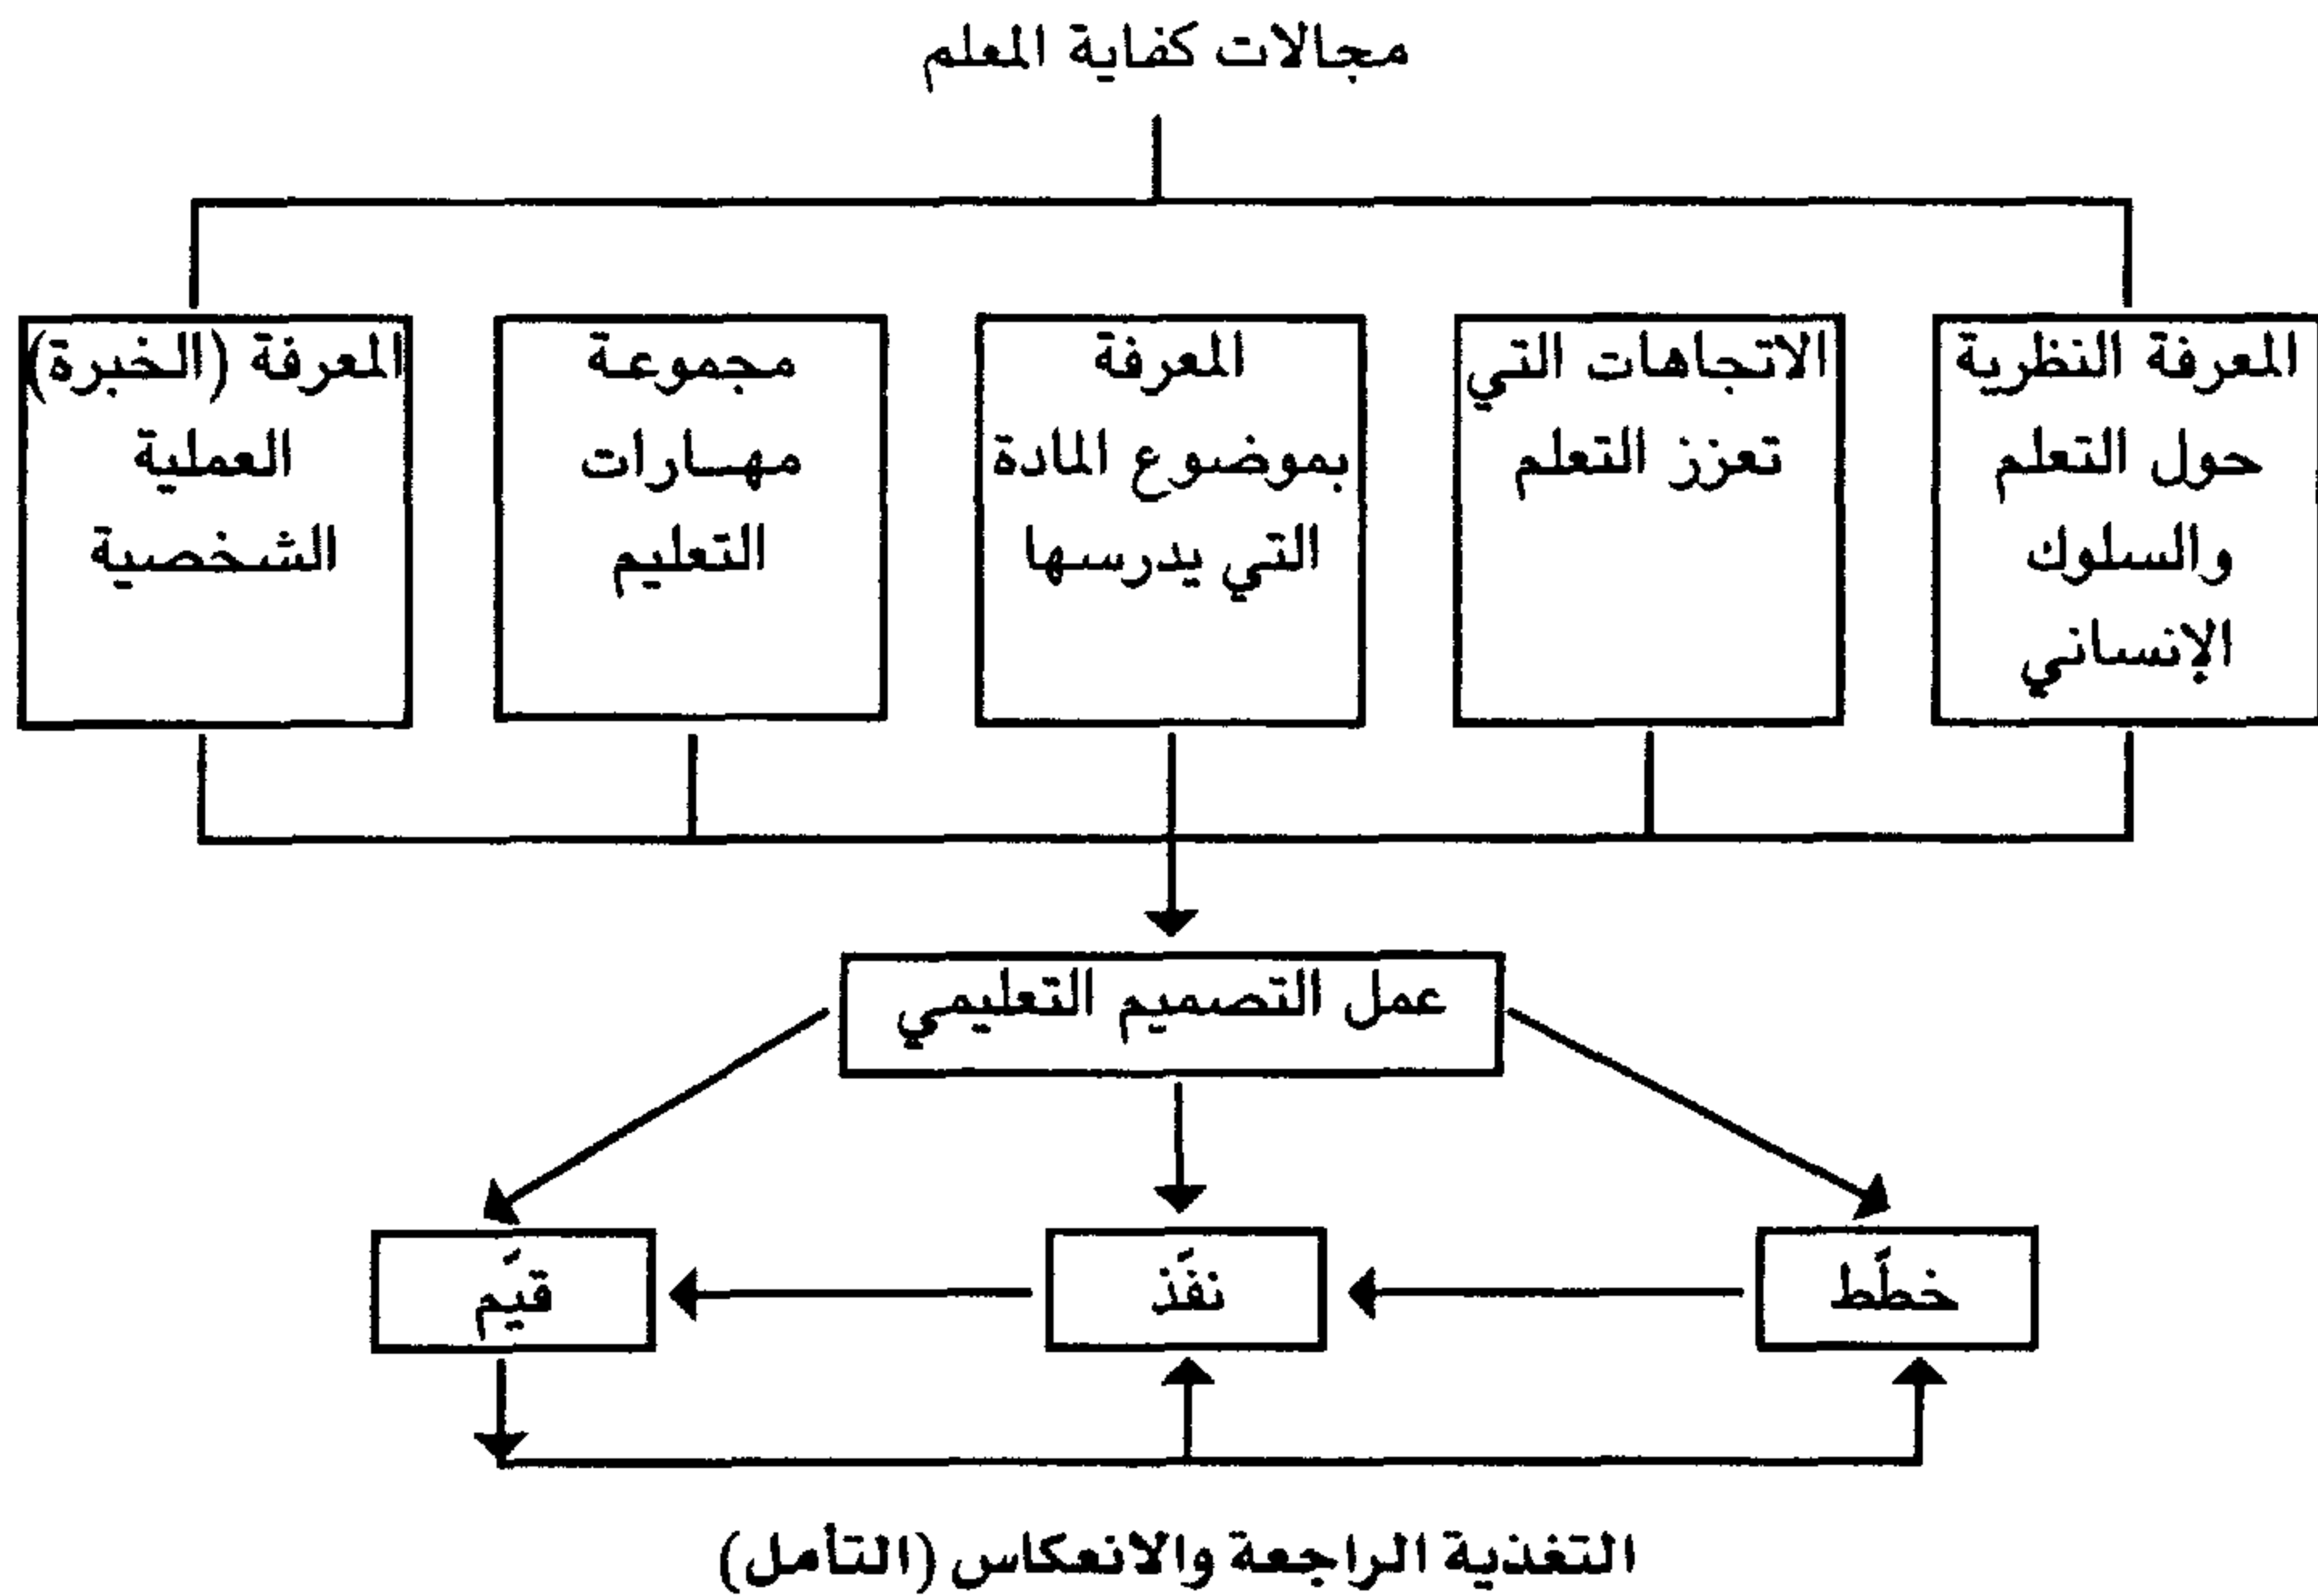 مجالات كفاية المعلم
المعرفة النظرية
حول التعلم
والسلوك
الإنساني
الاتجاهات التي
تعزز التعلم
المعرفة
بموضوع المادة
التي يدرسها
مجموعة
مهارات
التعليم
المعرفة (الخبرة)
العملية
الشخصية
عمل التصميم التعليمي
خطَط
نفَذ
قيَم
التغذية الراجعة والانعكاس (التأمل)